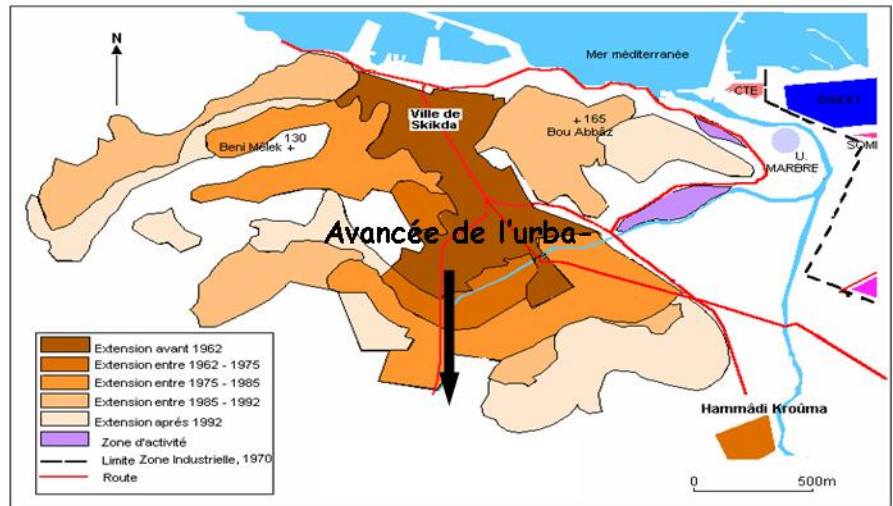 N
Mer méditerranée
CTE
Ville de
Skikda
+ 165
Bou Abbâz
130
Beni Mêlek +
U.
MARBRE
SOMI
Avancée de l'urba-
Extension avant 1962
Extension entre 1962 - 1975
Extension entre 1975 - 1985
Extension entre 1985 - 1992
Extension aprés 1992
Zone d'activité
Limite Zone Industrielle, 1970
Route
Hammâdi Kroûma
0 500m